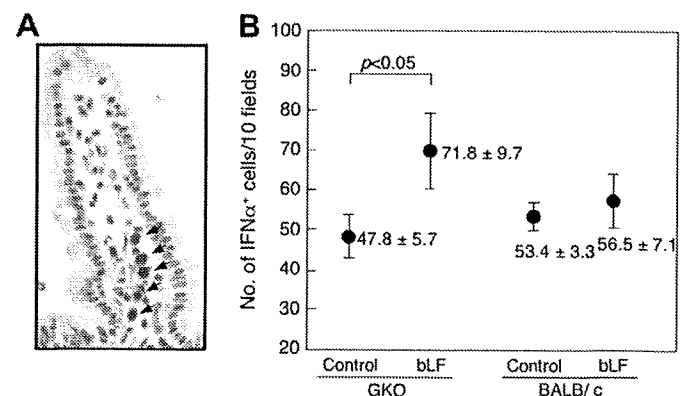 A
B
No. of IFNα+ cells/10 fields
100
90
80
70
60
50
40
30
20
p<0.05
71.8 ± 9.7
47.8 ± 5.7
53.4 ± 3.3
56.5 ± 7.1
Control bLF Control bLF
GKO BALB/ c